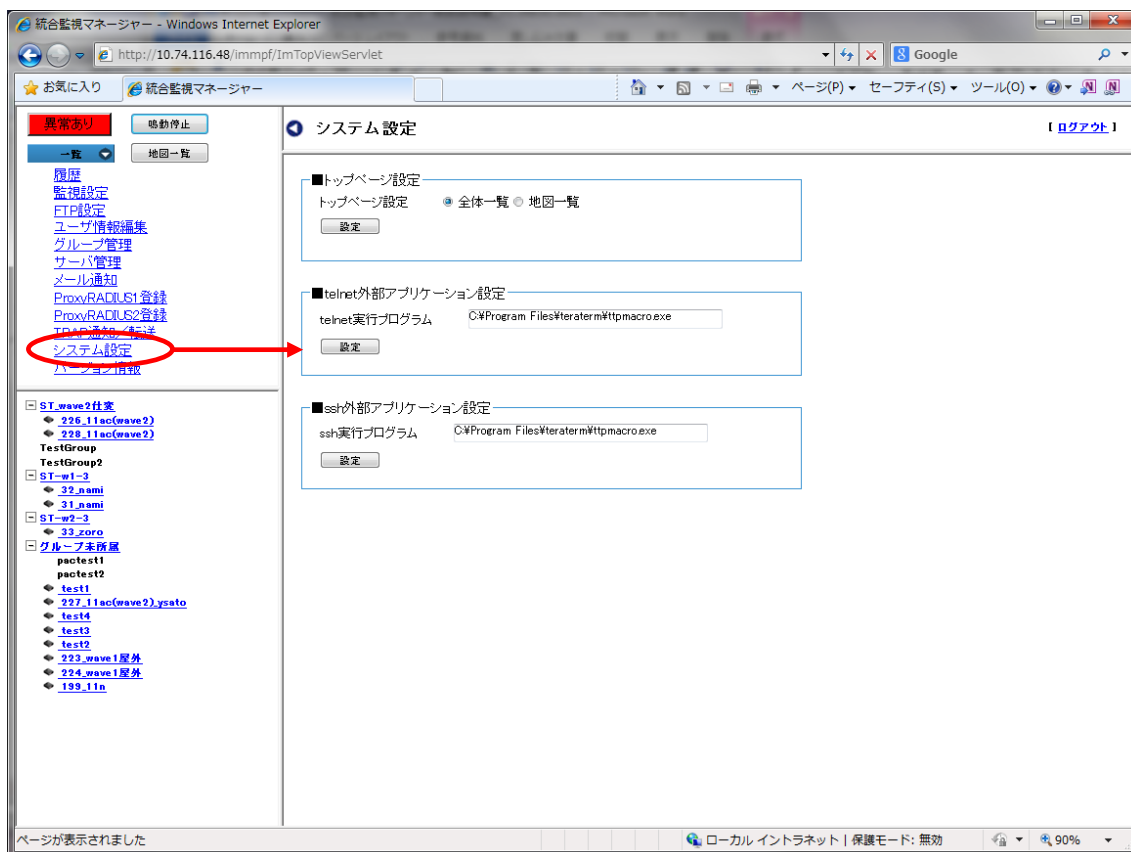 統合監視マネージャー - Windows Internet Explorer
http://10.74.116.48/immpf/ImTopViewServlet
Google
お気に入り
統合監視マネージャー
ページ(P)
セーフティ(S)
ツール(O)
異常あり
鳴動停止
一覧
地図一覧
履歴
監視設定
FTP設定
ユーザ情報編集
グループ管理
サーバ管理
メール通知
ProxyRADIUS1登録
ProxyRADIUS2登録
TRAP通知/転送
システム設定
バージョン情報
ST_wave2仕変
226_11ac(wave2)
228_11ac(wave2)
TestGroup
TestGroup2
ST-w1-3
32_nami
31_nami
ST-w2-3
33_zoro
グループ未所属
pactest1
pactest2
test1
227_11ac(wave2)_ysato
test4
test3
test2
223_wave1屋外
224_wave1屋外
199_11n
システム設定
[ ログアウト ]
■トップページ設定
トップページ設定 全体一覧 地図一覧
設定
■telnet外部アプリケーション設定
telnet実行プログラム C:¥Program Files¥teraterm¥ttpmacro.exe
設定
■ssh外部アプリケーション設定
ssh実行プログラム C:¥Program Files¥teraterm¥ttpmacro.exe
設定
ページが表示されました
ローカル イントラネット | 保護モード: 無効
90%